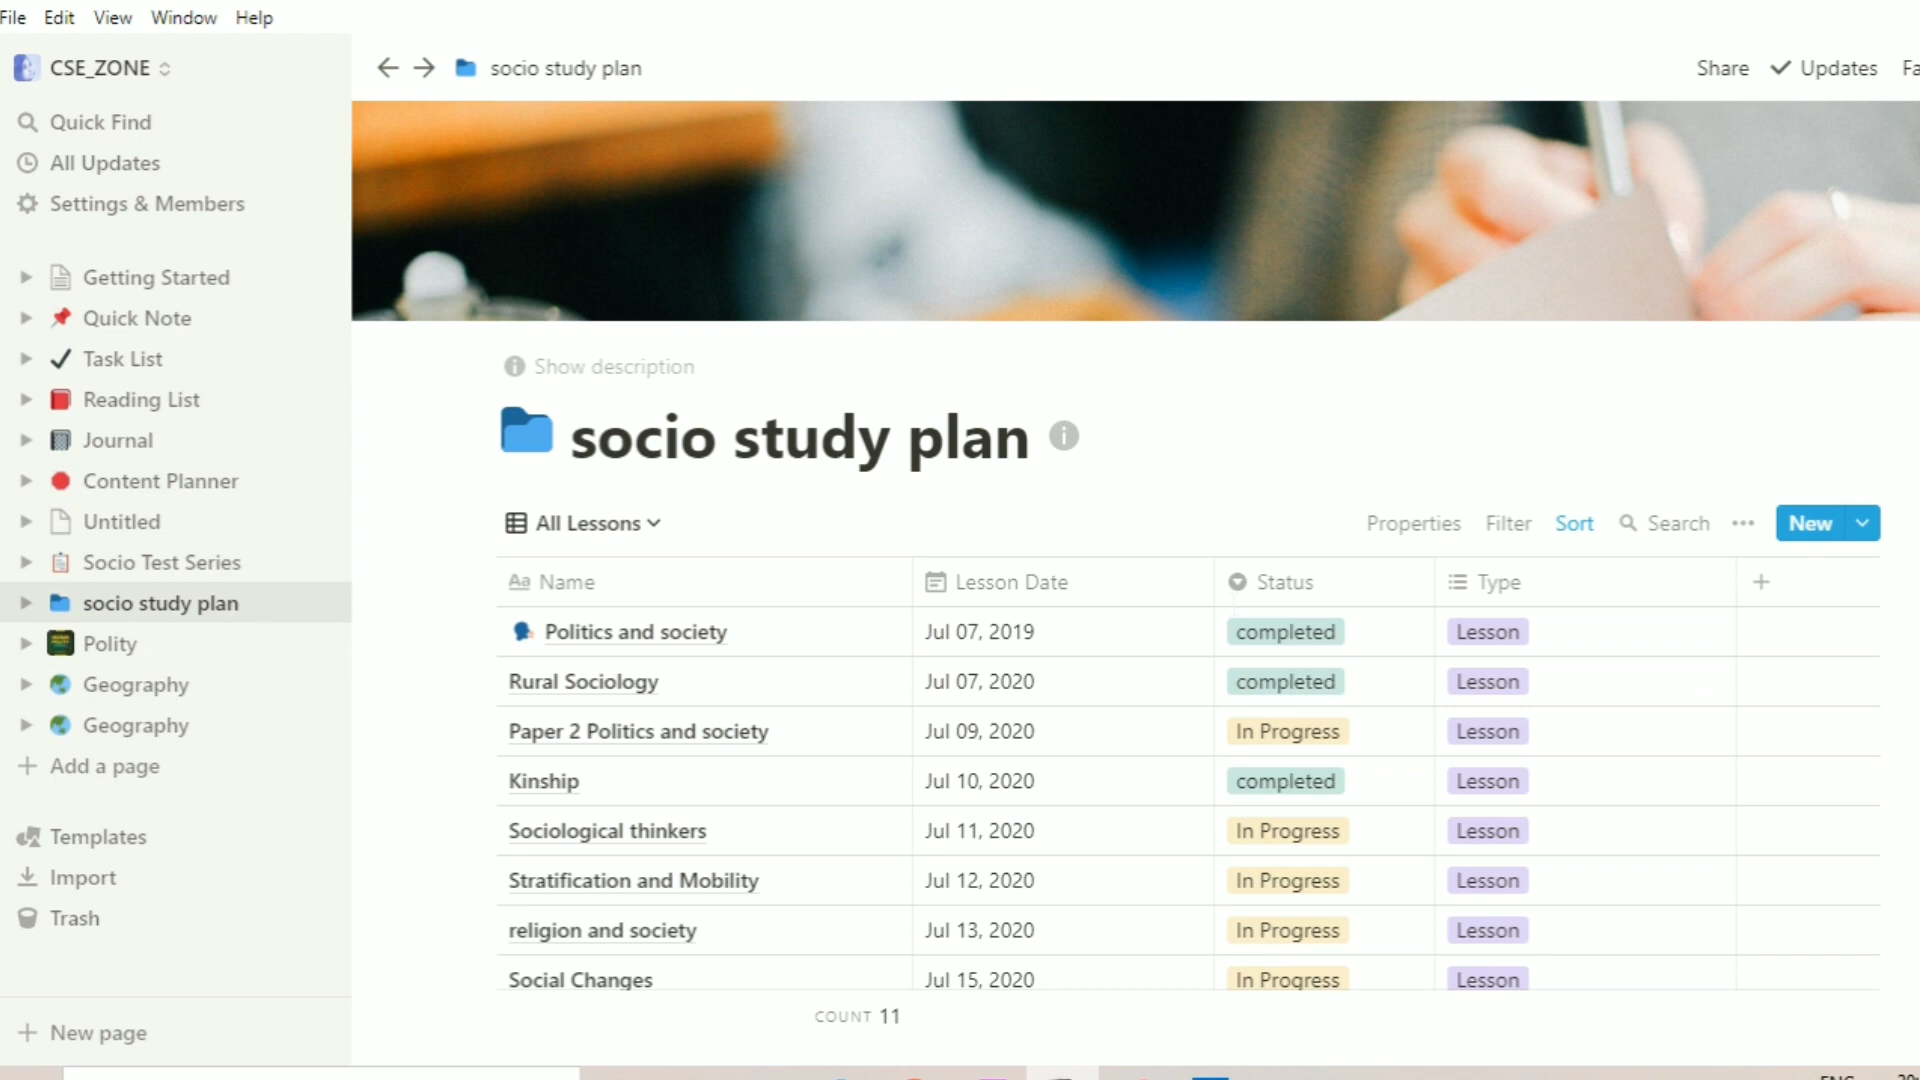 File Edit View Window Help
CSE_ZONE
Quick Find
All Updates
Settings & Members
Getting Started
Quick Note
Task List
Reading List
Journal
Content Planner
Untitled
Socio Test Series
socio study plan
Polity
Geography
Geography
Add a page
Templates
Import
Trash
New page
socio study plan
Share Updates
Show description
socio study plan
All Lessons
Properties Filter Sort Search New
Aa Name Lesson Date Status Type
Politics and society Jul 07, 2019 completed Lesson
Rural Sociology Jul 07, 2020 completed Lesson
Paper 2 Politics and society Jul 09, 2020 In Progress Lesson
Kinship Jul 10, 2020 completed Lesson
Sociological thinkers Jul 11, 2020 In Progress Lesson
Stratification and Mobility Jul 12, 2020 In Progress Lesson
religion and society Jul 13, 2020 In Progress Lesson
Social Changes Jul 15, 2020 In Progress Lesson
COUNT 11